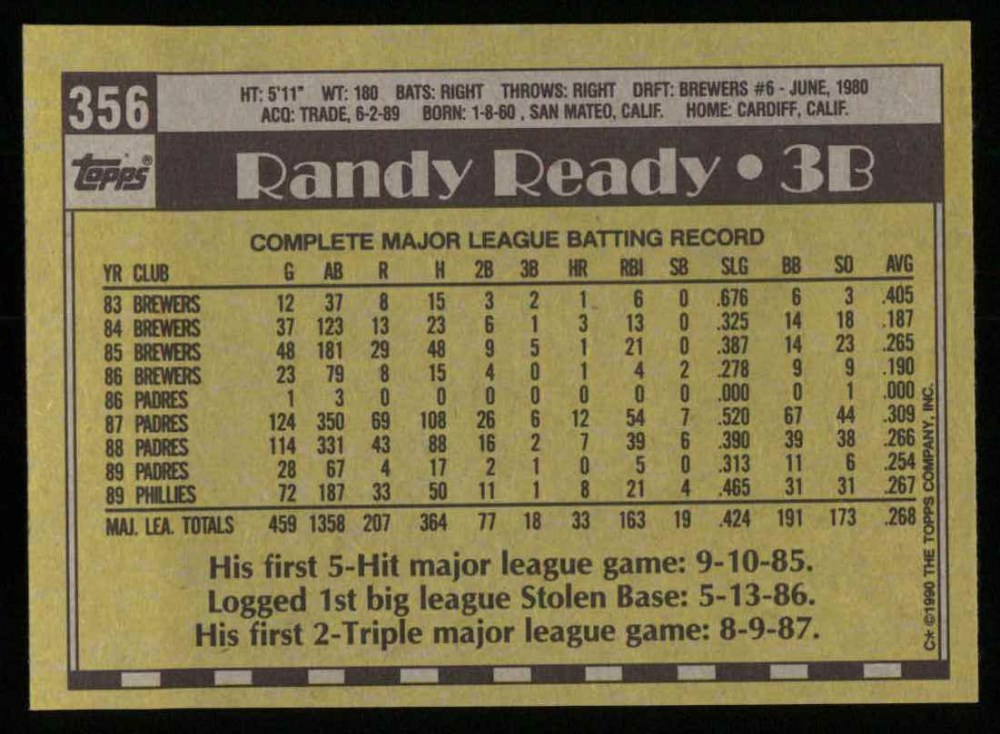 356
HT: 5'11" WT: 180 BATS: RIGHT THROWS: RIGHT DRFT: BREWERS #6 - JUNE, 1980
ACQ: TRADE, 6-2-89 BORN: 1-8-60 , SAN MATEO, CALIF. HOME: CARDIFF, CALIF.
Topps®
Randy Ready • 3B
COMPLETE MAJOR LEAGUE BATTING RECORD
YR CLUB G AB R H 2B 3B HR RBI SB SLG BB SO AVG
83 BREWERS 12 37 8 15 3 2 1 6 0 .676 6 3 .405
84 BREWERS 37 123 13 23 6 1 3 13 0 .325 14 18 .187
85 BREWERS 48 181 29 48 9 5 1 21 0 .387 14 23 .265
86 BREWERS 23 79 8 15 4 0 1 4 2 .278 9 9 .190
86 PADRES 1 3 0 0 0 0 0 0 0 .000 0 1 .000
87 PADRES 124 350 69 108 26 6 12 54 7 .520 67 44 .309
88 PADRES 114 331 43 88 16 2 7 39 6 .390 39 38 .266
89 PADRES 28 67 4 17 2 1 0 5 0 .313 11 6 .254
89 PHILLIES 72 187 33 50 11 1 8 21 4 .465 31 31 .267
MAJ. LEA. TOTALS 459 1358 207 364 77 18 33 163 19 .424 191 173 .268
His first 5-Hit major league game: 9-10-85.
Logged 1st big league Stolen Base: 5-13-86.
His first 2-Triple major league game: 8-9-87.
C* ©1990 THE TOPPS COMPANY, INC.